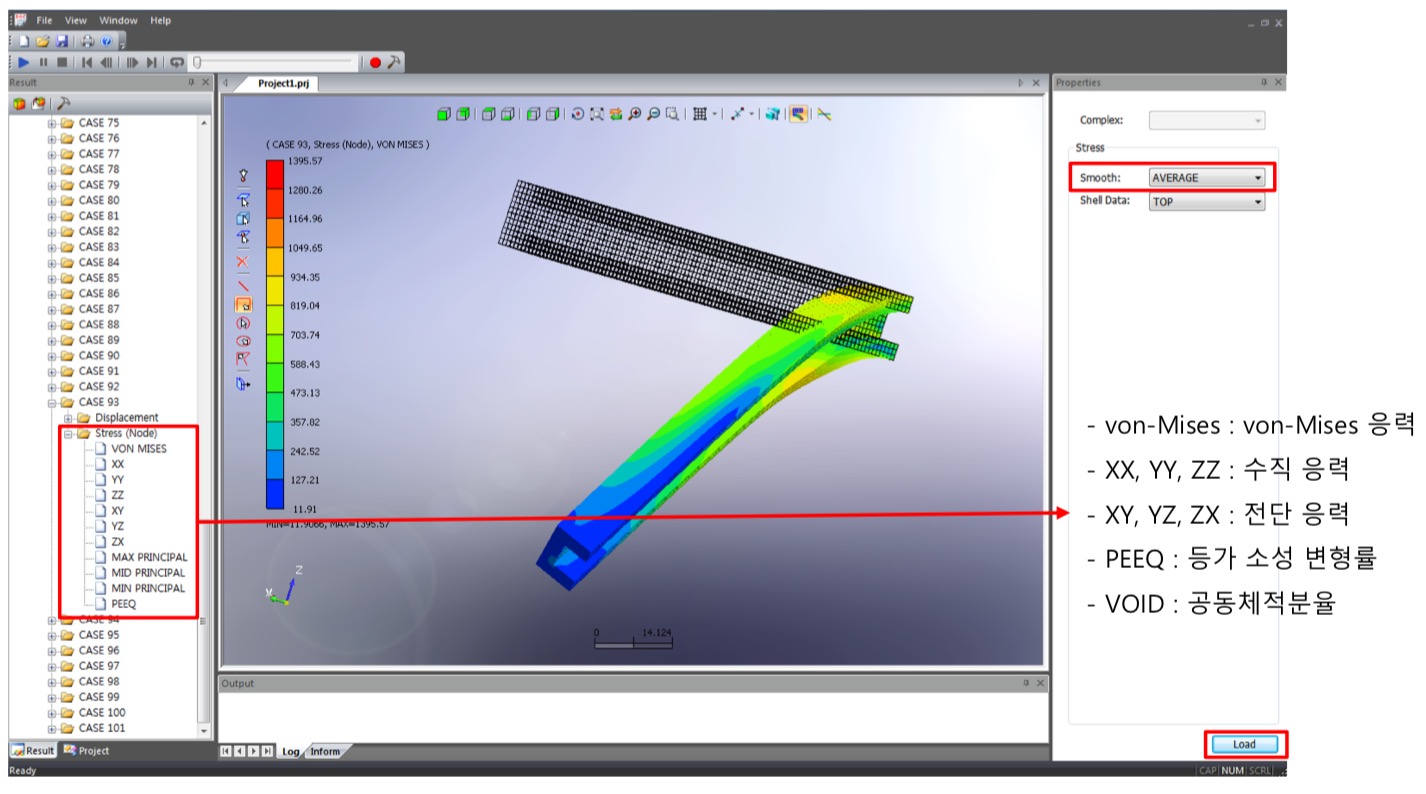 File View Window Help
Result
Project1.prj
Properties
CASE 75
CASE 76
CASE 77
CASE 78
CASE 79
CASE 80
CASE 81
CASE 82
CASE 83
CASE 84
CASE 85
CASE 86
CASE 87
CASE 88
CASE 89
CASE 90
CASE 91
CASE 92
CASE 93
Displacement
Stress (Node)
VON MISES
XX
YY
ZZ
XY
YZ
ZX
MAX PRINCIPAL
MID PRINCIPAL
MIN PRINCIPAL
PEEQ
CASE 94
CASE 95
CASE 96
CASE 97
CASE 98
CASE 99
CASE 100
CASE 101
Result Project
Ready
( CASE 93, Stress (Node), VON MISES )
1395.57
1280.26
1164.96
1049.65
934.35
819.04
703.74
588.43
473.13
357.82
242.52
127.21
11.91
MIN=11.9066, MAX=1395.57
Z
Y
0 14.124
Output
Log Inform
Complex:
Stress
Smooth: AVERAGE
Shell Data: TOP
- von-Mises : von-Mises 응력
- XX, YY, ZZ : 수직 응력
- XY, YZ, ZX : 전단 응력
- PEEQ : 등가 소성 변형률
- VOID : 공동체적분율
Load
CAP NUM SCRL